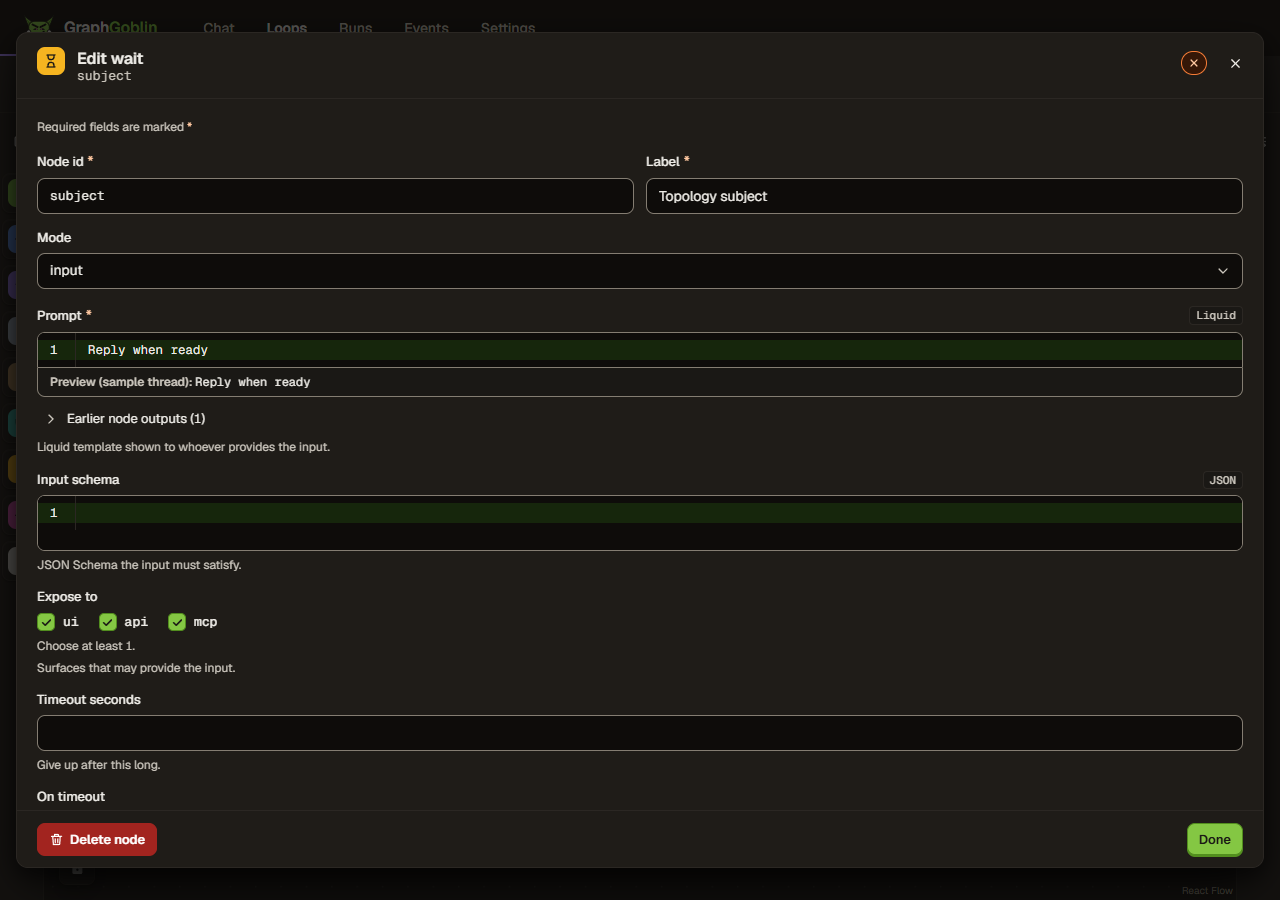 GraphGoblin Chat Loops Runs Events Settings
Edit wait
subject
Required fields are marked *
Node id * Label *
subject Topology subject
Mode
input
Prompt * Liquid
1 Reply when ready
Preview (sample thread): Reply when ready
Earlier node outputs (1)
Liquid template shown to whoever provides the input.
Input schema JSON
1
JSON Schema the input must satisfy.
Expose to
ui api mcp
Choose at least 1.
Surfaces that may provide the input.
Timeout seconds
Give up after this long.
On timeout
Delete node Done
React Flow